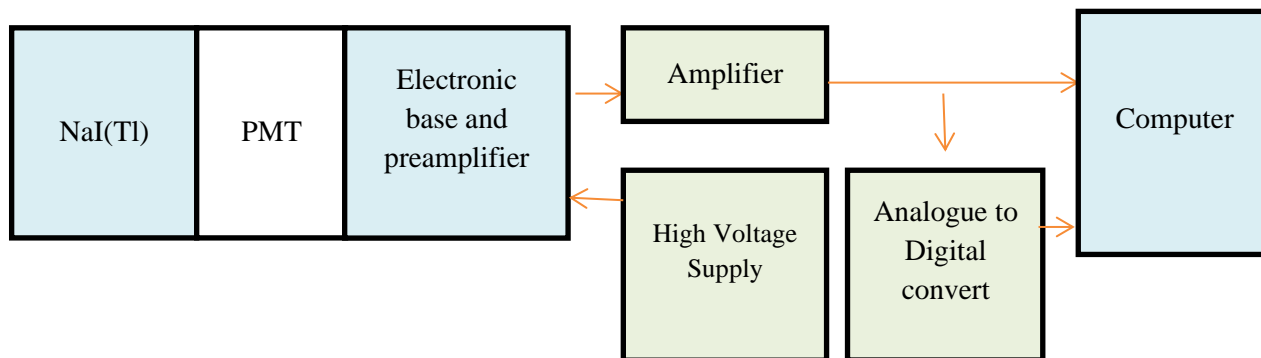 NaI(Tl)
PMT
Electronic
base and
preamplifier
Amplifier
Computer
High Voltage
Supply
Analogue to
Digital
convert